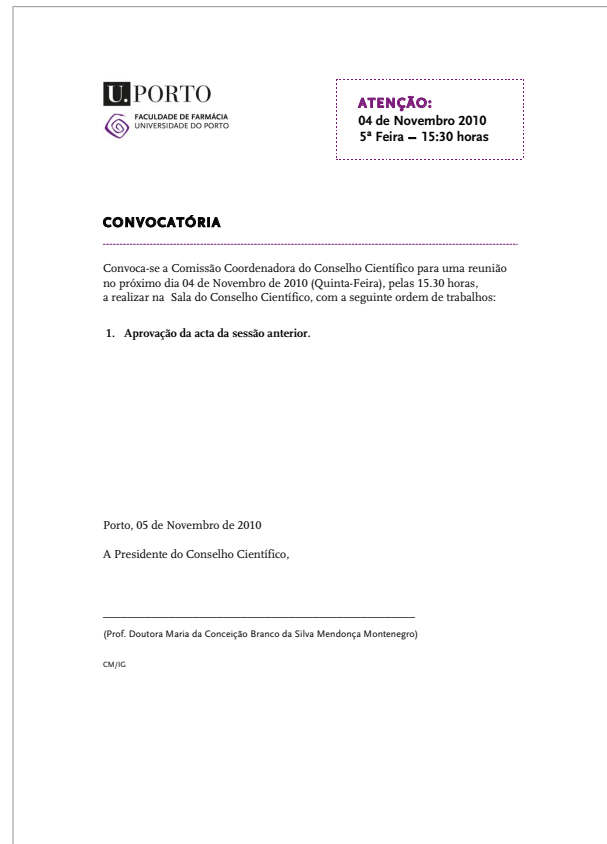 U.PORTO
FACULDADE DE FARMÁCIA
UNIVERSIDADE DO PORTO
ATENÇÃO:
04 de Novembro 2010
5ª Feira – 15:30 horas
CONVOCATÓRIA
Convoca-se a Comissão Coordenadora do Conselho Científico para uma reunião
no próximo dia 04 de Novembro de 2010 (Quinta-Feira), pelas 15.30 horas,
a realizar na Sala do Conselho Científico, com a seguinte ordem de trabalhos:
1. Aprovação da acta da sessão anterior.
Porto, 05 de Novembro de 2010
A Presidente do Conselho Científico,
(Prof. Doutora Maria da Conceição Branco da Silva Mendonça Montenegro)
CM/IG